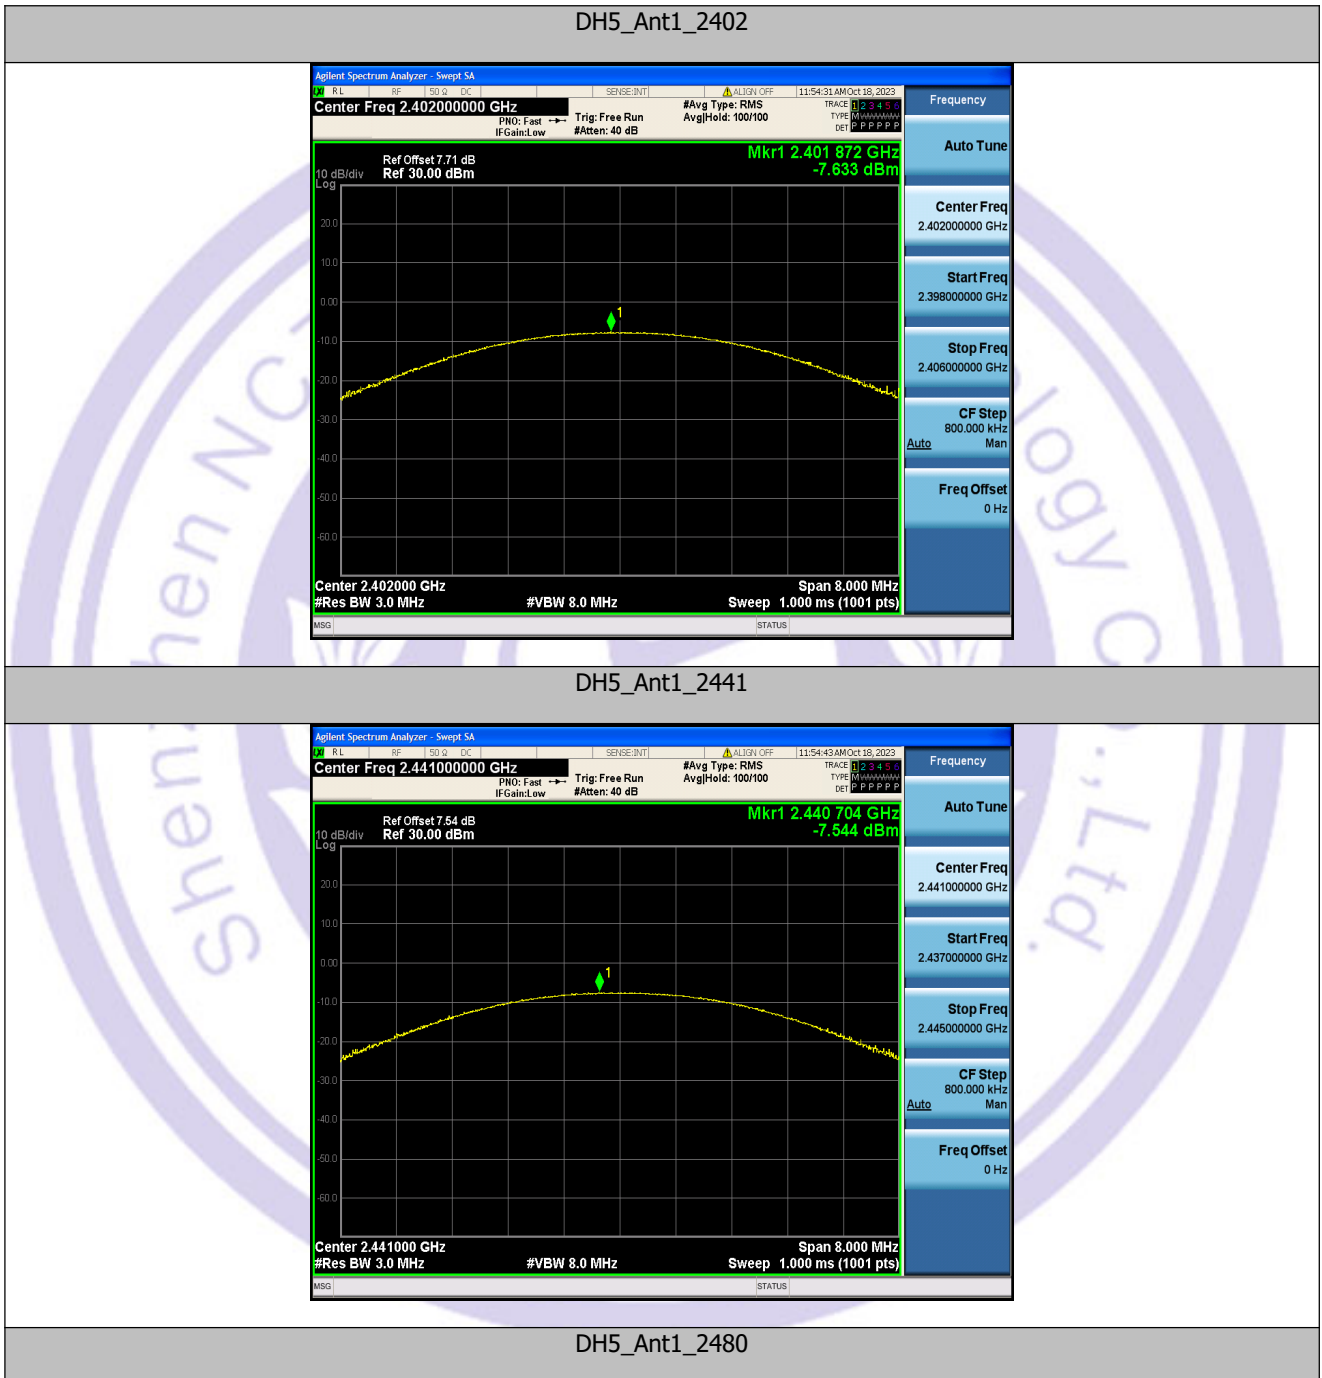 DH5_Ant1_2402
Agilent Spectrum Analyzer - Swept SA
RL RF 50 Ω DC SENSE:INT ALIGN OFF 11:54:31 AM Oct 18, 2023
Center Freq 2.402000000 GHz
PNO: Fast
IFGain:Low
Trig: Free Run
#Atten: 40 dB
#Avg Type: RMS
Avg|Hold: 100/100
TRACE 1 2 3 4 5 6
TYPE M
DET P P P P P P
Mkr1 2.401 872 GHz
-7.633 dBm
Ref Offset 7.71 dB
10 dB/div Ref 30.00 dBm
Log
20.0
10.0
0.00
-10.0
-20.0
-30.0
-40.0
-50.0
-60.0
1
Center 2.402000 GHz Span 8.000 MHz
#Res BW 3.0 MHz #VBW 8.0 MHz Sweep 1.000 ms (1001 pts)
MSG STATUS
Frequency
Auto Tune
Center Freq
2.402000000 GHz
Start Freq
2.398000000 GHz
Stop Freq
2.406000000 GHz
CF Step
800.000 kHz
Auto Man
Freq Offset
0 Hz
DH5_Ant1_2441
Agilent Spectrum Analyzer - Swept SA
RL RF 50 Ω DC SENSE:INT ALIGN OFF 11:54:43 AM Oct 18, 2023
Center Freq 2.441000000 GHz
PNO: Fast
IFGain:Low
Trig: Free Run
#Atten: 40 dB
#Avg Type: RMS
Avg|Hold: 100/100
TRACE 1 2 3 4 5 6
TYPE M
DET P P P P P P
Mkr1 2.440 704 GHz
-7.544 dBm
Ref Offset 7.54 dB
10 dB/div Ref 30.00 dBm
Log
20.0
10.0
0.00
-10.0
-20.0
-30.0
-40.0
-50.0
-60.0
1
Center 2.441000 GHz Span 8.000 MHz
#Res BW 3.0 MHz #VBW 8.0 MHz Sweep 1.000 ms (1001 pts)
MSG STATUS
Frequency
Auto Tune
Center Freq
2.441000000 GHz
Start Freq
2.437000000 GHz
Stop Freq
2.445000000 GHz
CF Step
800.000 kHz
Auto Man
Freq Offset
0 Hz
DH5_Ant1_2480
Co., Ltd.